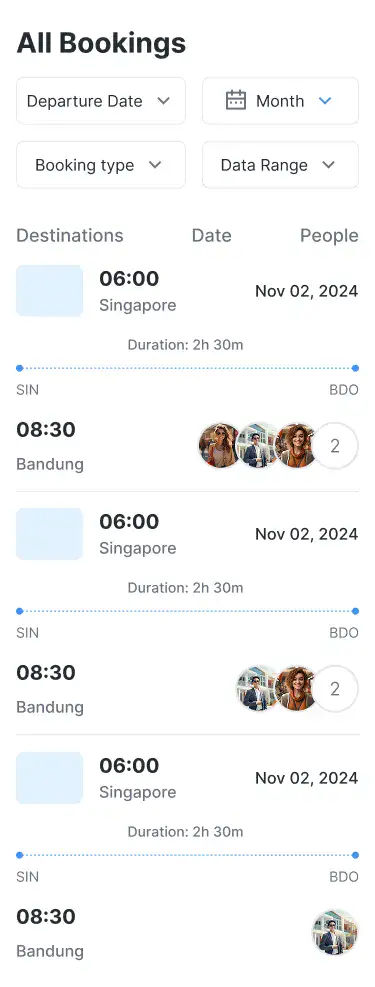 All Bookings
Departure Date
Month
Booking type
Data Range
Destinations Date People
06:00
Singapore
Nov 02, 2024
Duration: 2h 30m
SIN BDO
08:30
Bandung
2
06:00
Singapore
Nov 02, 2024
Duration: 2h 30m
SIN BDO
08:30
Bandung
2
06:00
Singapore
Nov 02, 2024
Duration: 2h 30m
SIN BDO
08:30
Bandung